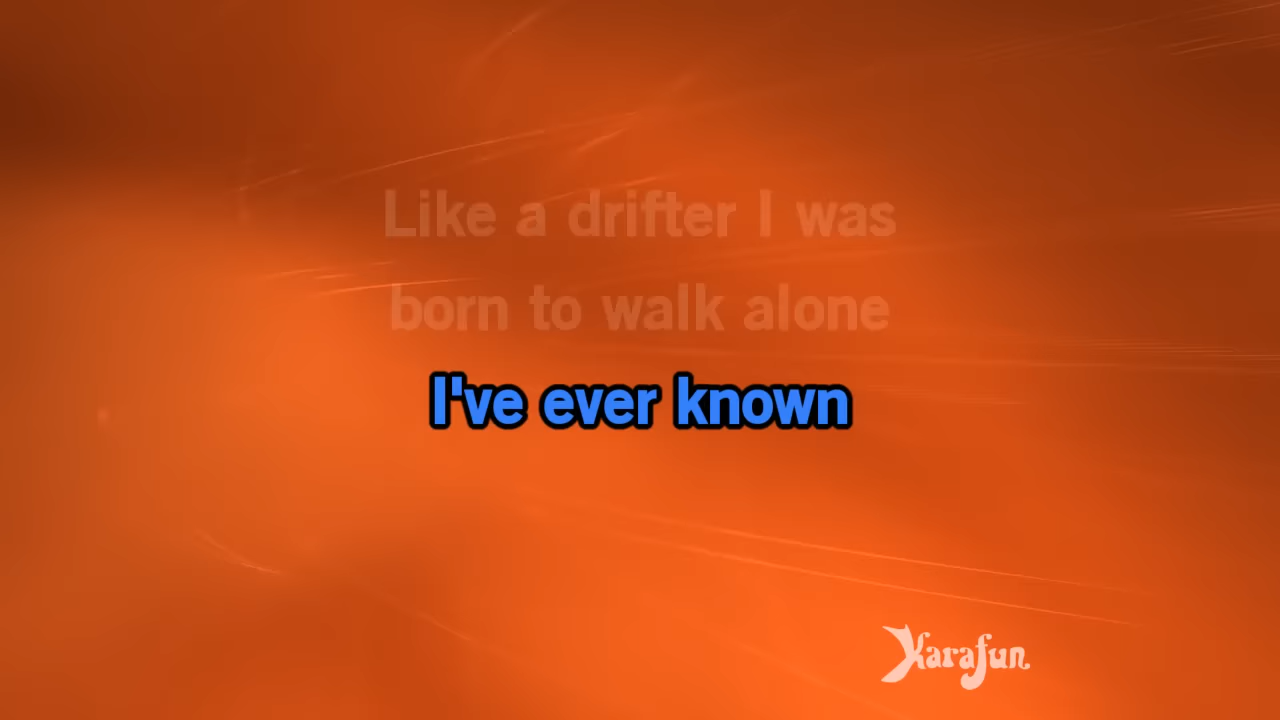 Like a drifter I was
born to walk alone
I've ever known
Karafun